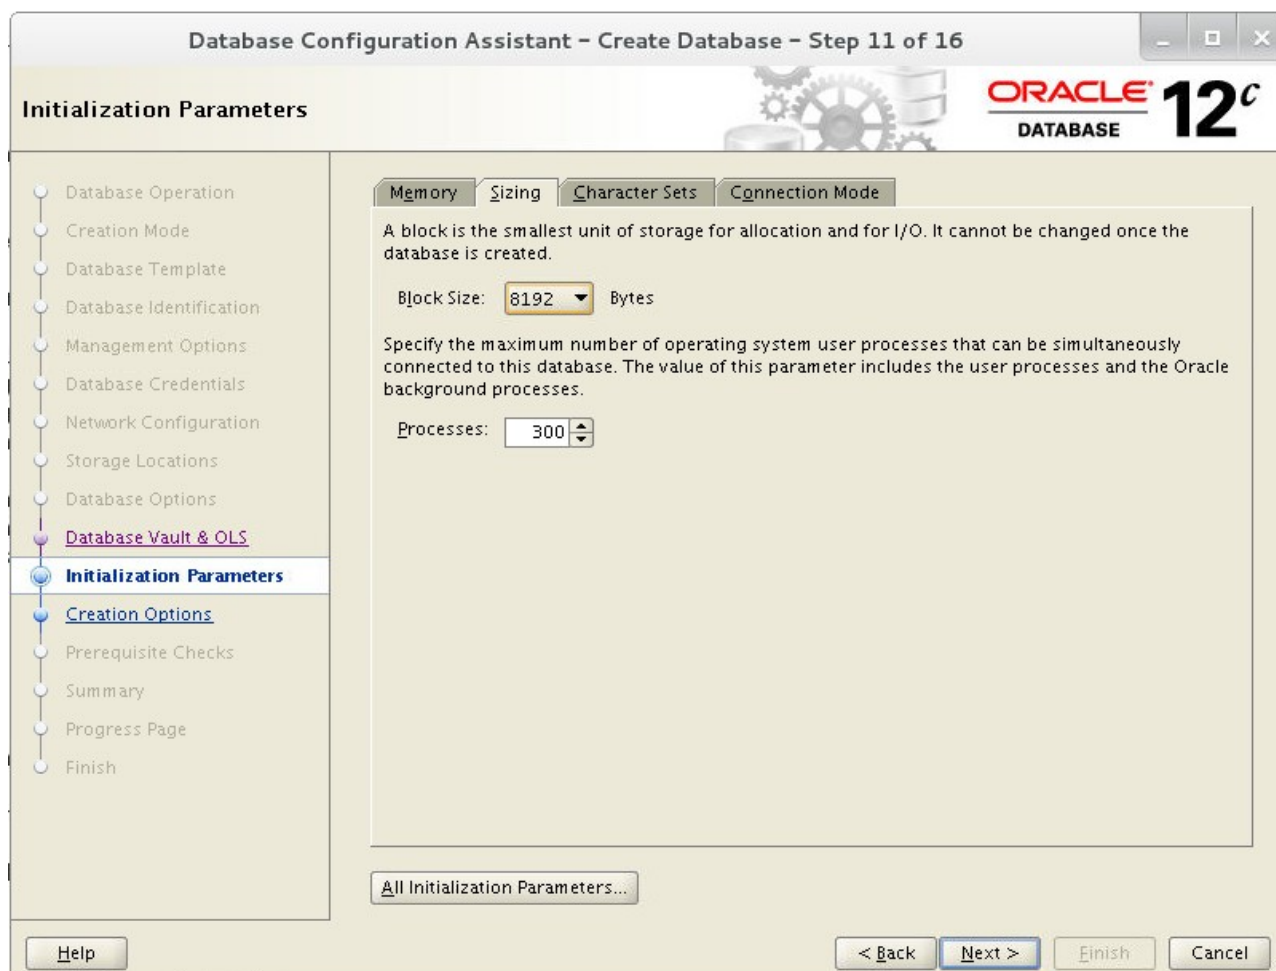 Database Configuration Assistant - Create Database - Step 11 of 16
Initialization Parameters
ORACLE
DATABASE
12c
Database Operation
Creation Mode
Database Template
Database Identification
Management Options
Database Credentials
Network Configuration
Storage Locations
Database Options
Database Vault & OLS
Initialization Parameters
Creation Options
Prerequisite Checks
Summary
Progress Page
Finish
Memory Sizing Character Sets Connection Mode
A block is the smallest unit of storage for allocation and for I/O. It cannot be changed once the
database is created.
Block Size: 8192 Bytes
Specify the maximum number of operating system user processes that can be simultaneously
connected to this database. The value of this parameter includes the user processes and the Oracle
background processes.
Processes: 300
All Initialization Parameters...
Help < Back Next > Finish Cancel